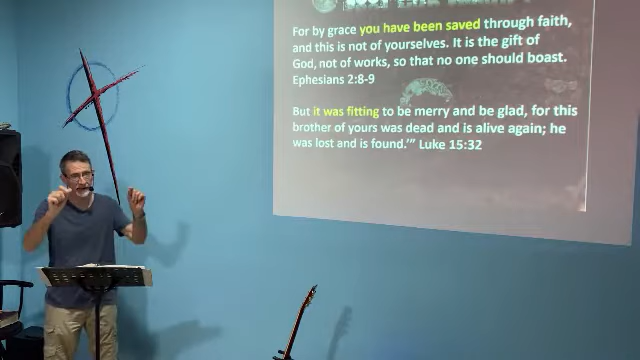 For by grace you have been saved through faith,
and this is not of yourselves. It is the gift of
God, not of works, so that no one should boast.
Ephesians 2:8-9
But it was fitting to be merry and be glad, for this
brother of yours was dead and is alive again; he
was lost and is found.’” Luke 15:32